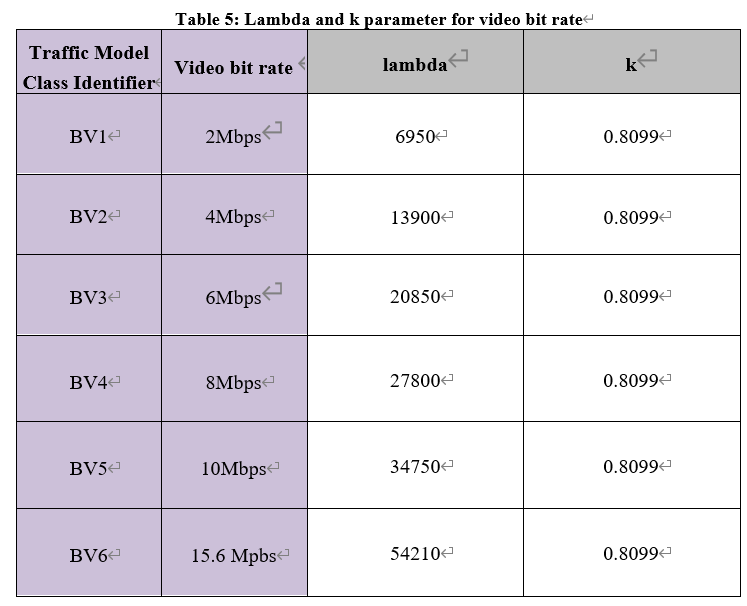 Table 5: Lambda and k parameter for video bit rate
Traffic Model
Class Identifier
Video bit rate
lambda
k
BV1
2Mbps
6950
0.8099
BV2
4Mbps
13900
0.8099
BV3
6Mbps
20850
0.8099
BV4
8Mbps
27800
0.8099
BV5
10Mbps
34750
0.8099
BV6
15.6 Mpbs
54210
0.8099